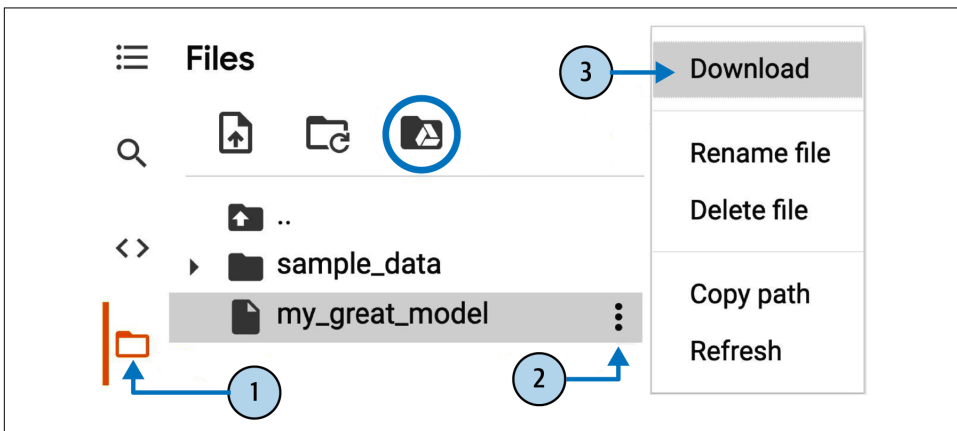 Files
3
Download
Rename file
Delete file
..
< >
sample_data
my_great_model
Copy path
Refresh
1
2